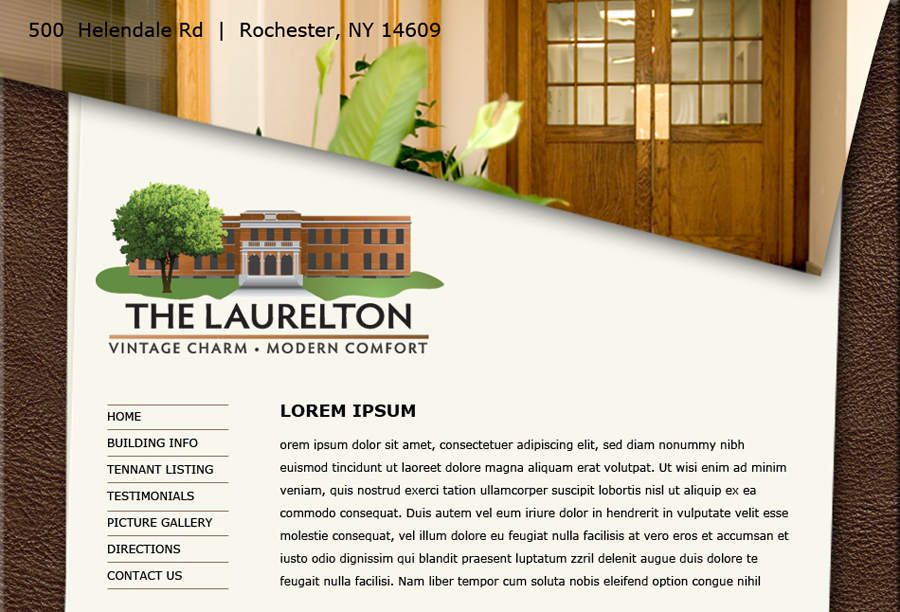 500 Helendale Rd | Rochester, NY 14609
THE LAURELTON
VINTAGE CHARM • MODERN COMFORT
HOME
BUILDING INFO
TENNANT LISTING
TESTIMONIALS
PICTURE GALLERY
DIRECTIONS
CONTACT US
LOREM IPSUM
orem ipsum dolor sit amet, consectetuer adipiscing elit, sed diam nonummy nibh
euismod tincidunt ut laoreet dolore magna aliquam erat volutpat. Ut wisi enim ad minim
veniam, quis nostrud exerci tation ullamcorper suscipit lobortis nisl ut aliquip ex ea
commodo consequat. Duis autem vel eum iriure dolor in hendrerit in vulputate velit esse
molestie consequat, vel illum dolore eu feugiat nulla facilisis at vero eros et accumsan et
iusto odio dignissim qui blandit praesent luptatum zzril delenit augue duis dolore te
feugait nulla facilisi. Nam liber tempor cum soluta nobis eleifend option congue nihil